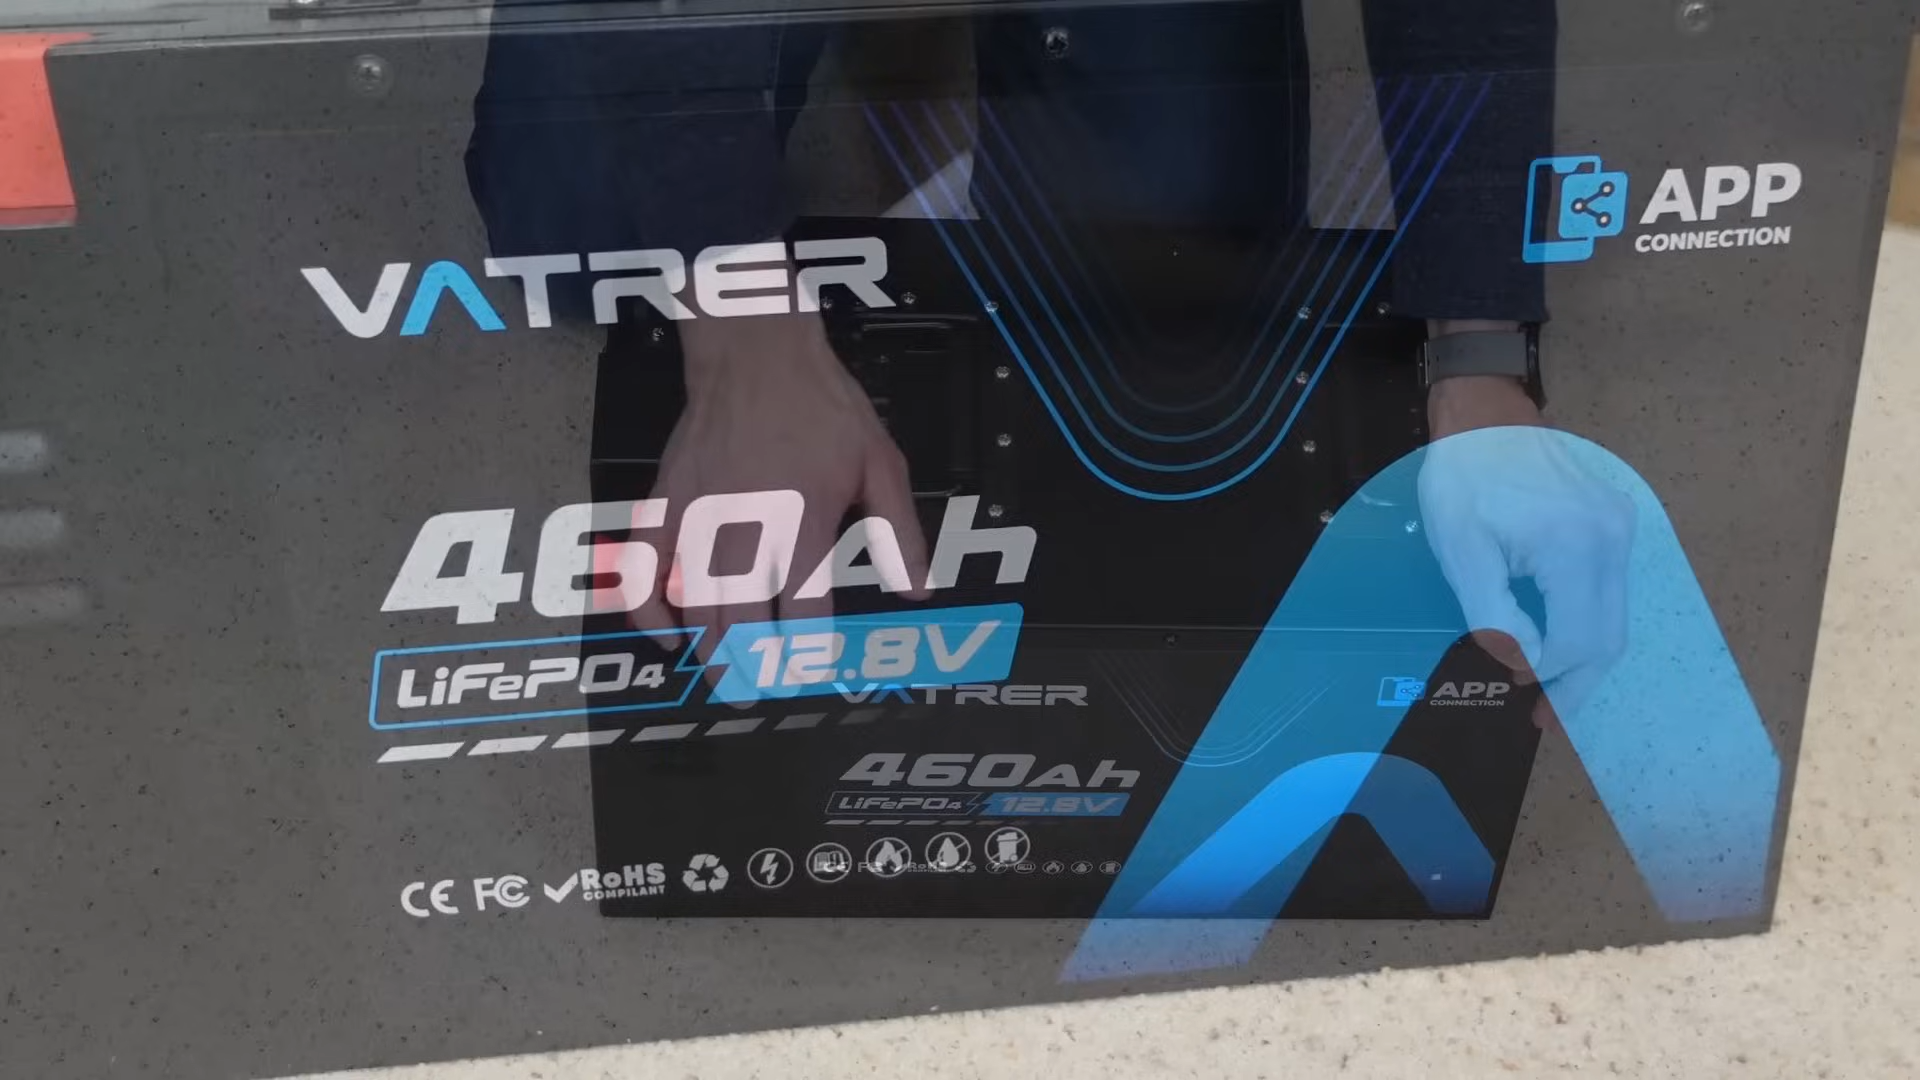 VATRER
APP
CONNECTION
460Ah
LiFePO4
12.8V
CE FC RoHS
COMPILANT
VATRER
APP
CONNECTION
460Ah
LiFePO4
12.8V